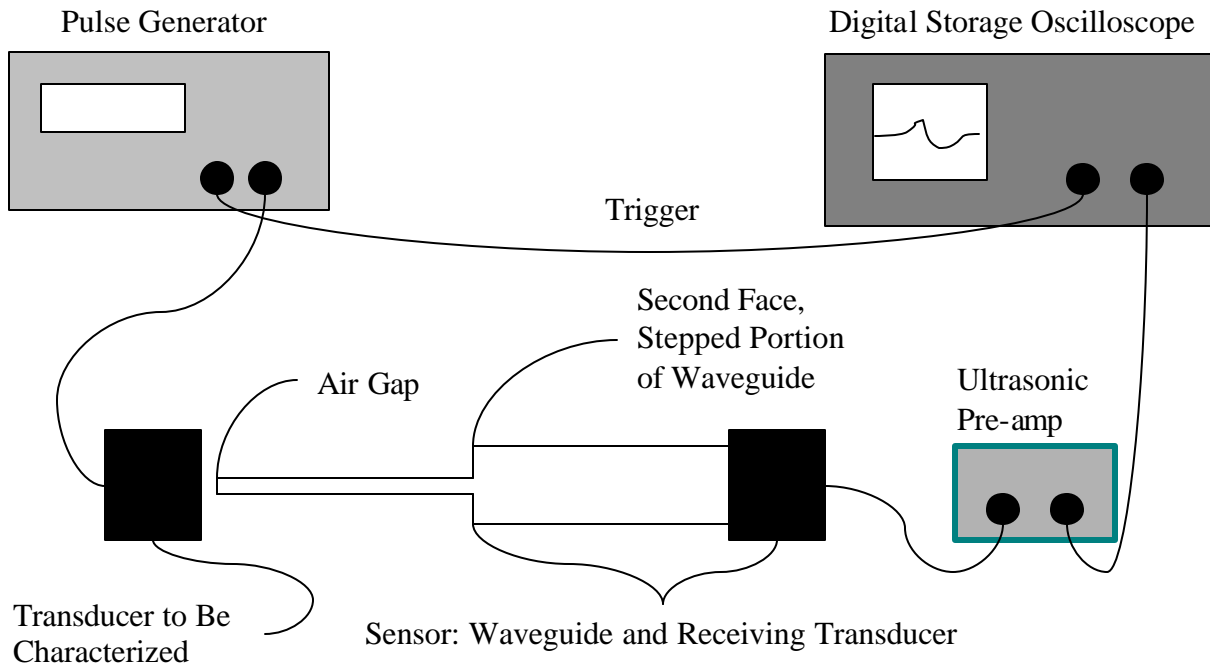 Pulse Generator
Digital Storage Oscilloscope
Trigger
Second Face,
Stepped Portion
of Waveguide
Air Gap
Ultrasonic
Pre-amp
Transducer to Be
Characterized
Sensor: Waveguide and Receiving Transducer